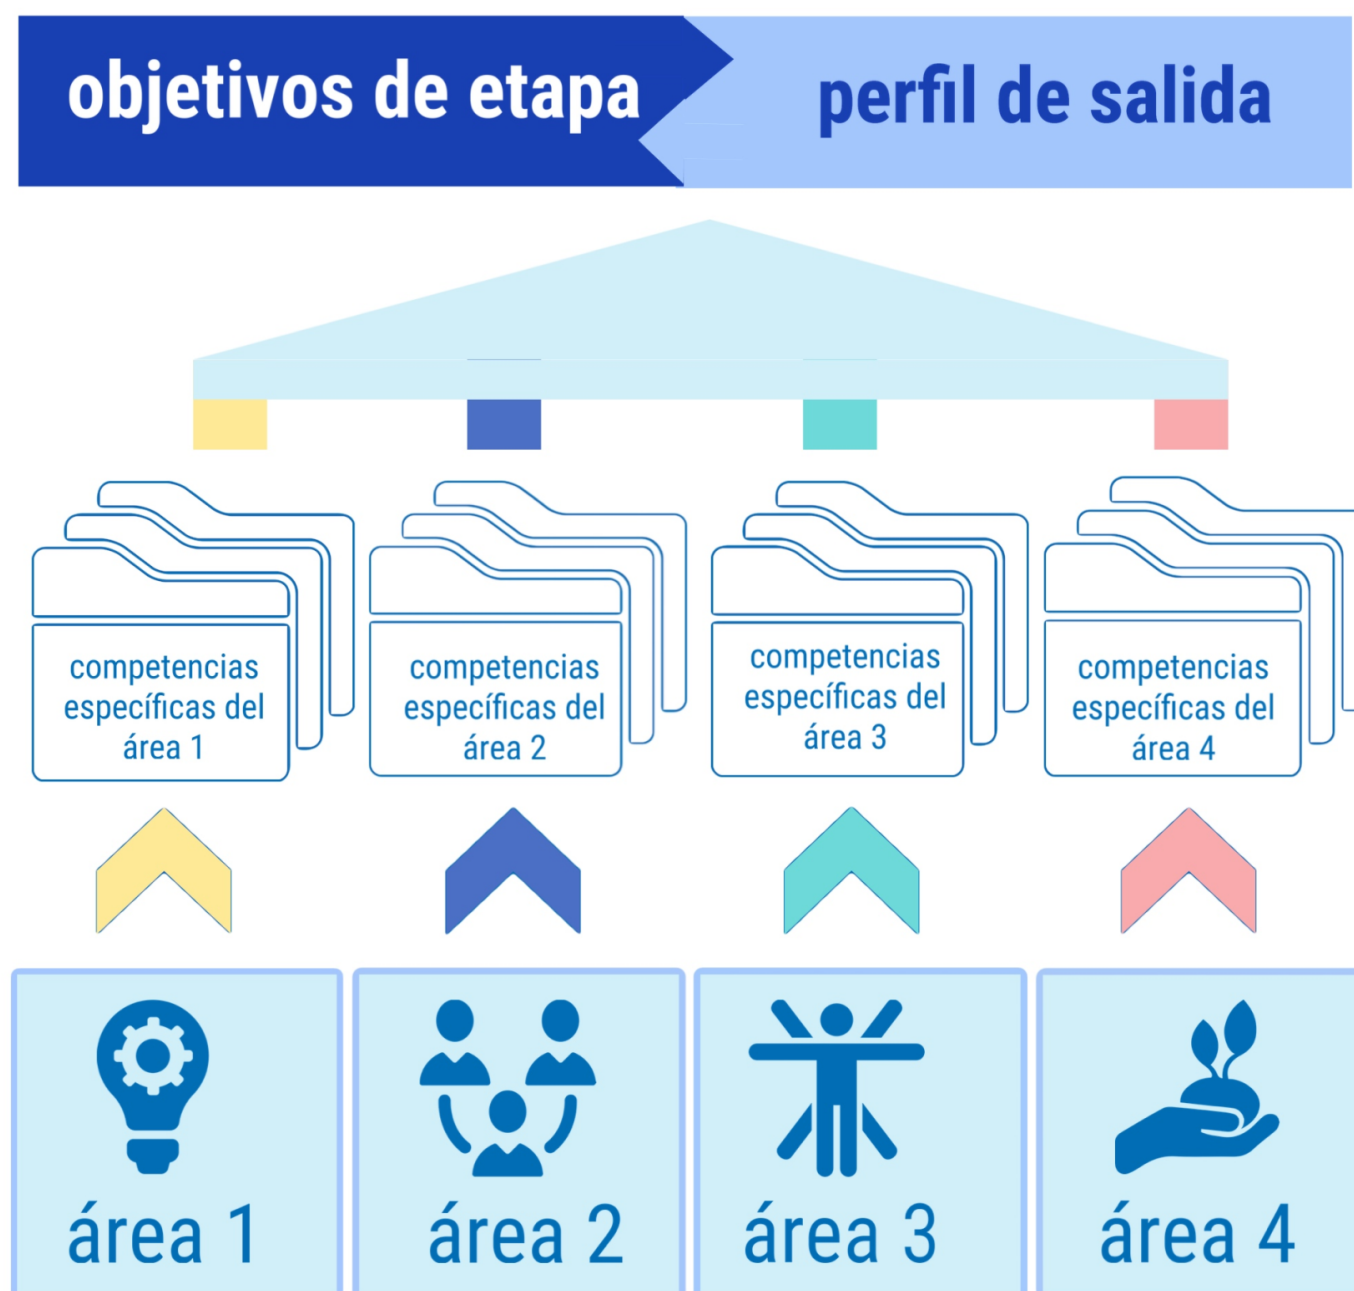 objetivos de etapa
perfil de salida
competencias
específicas del
área 1
competencias
específicas del
área 2
competencias
específicas del
área 3
competencias
específicas del
área 4
área 1
área 2
área 3
área 4